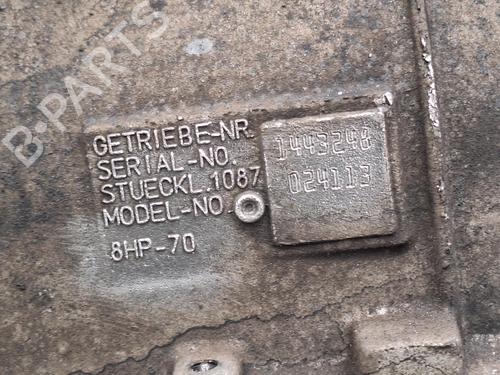 B-PARTS
GETRIEBE-NR.
SERIAL-NO.
STUECKL.1087
MODEL-NO.
8HP-70
1443248
024113